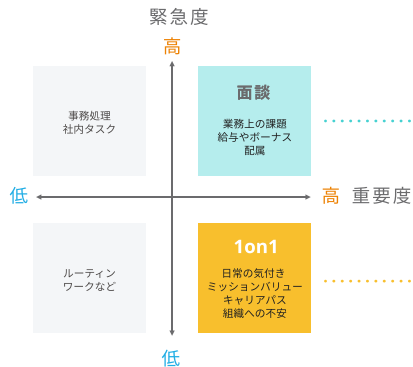 緊急度
高
事務処理
社内タスク
面談
業務上の課題
給与やボーナス
配属
低
高 重要度
ルーティン
ワークなど
1on1
日常の気付き
ミッションバリュー
キャリアパス
組織への不安
低